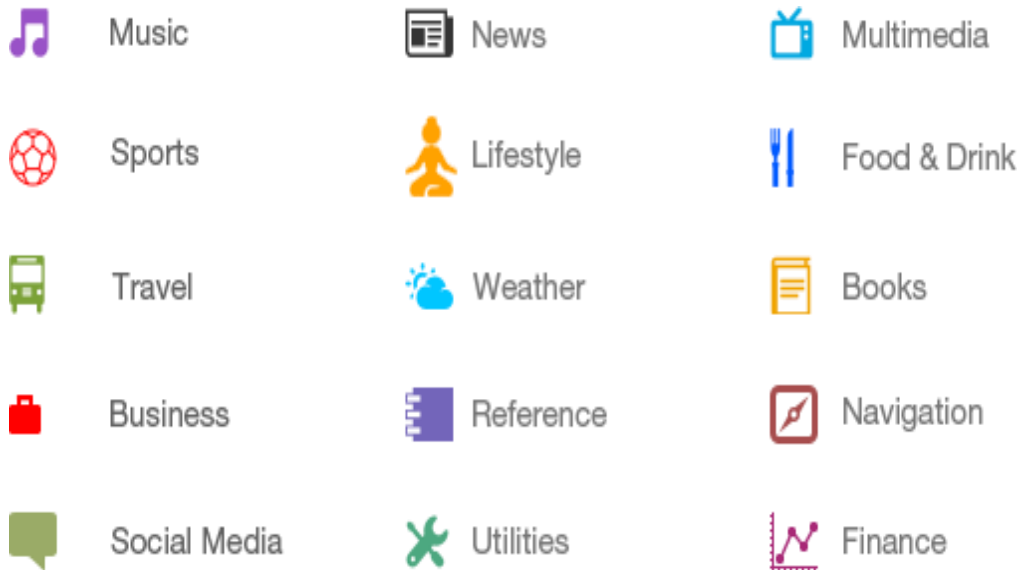 Music
News
Multimedia
Sports
Lifestyle
Food & Drink
Travel
Weather
Books
Business
Reference
Navigation
Social Media
Utilities
Finance